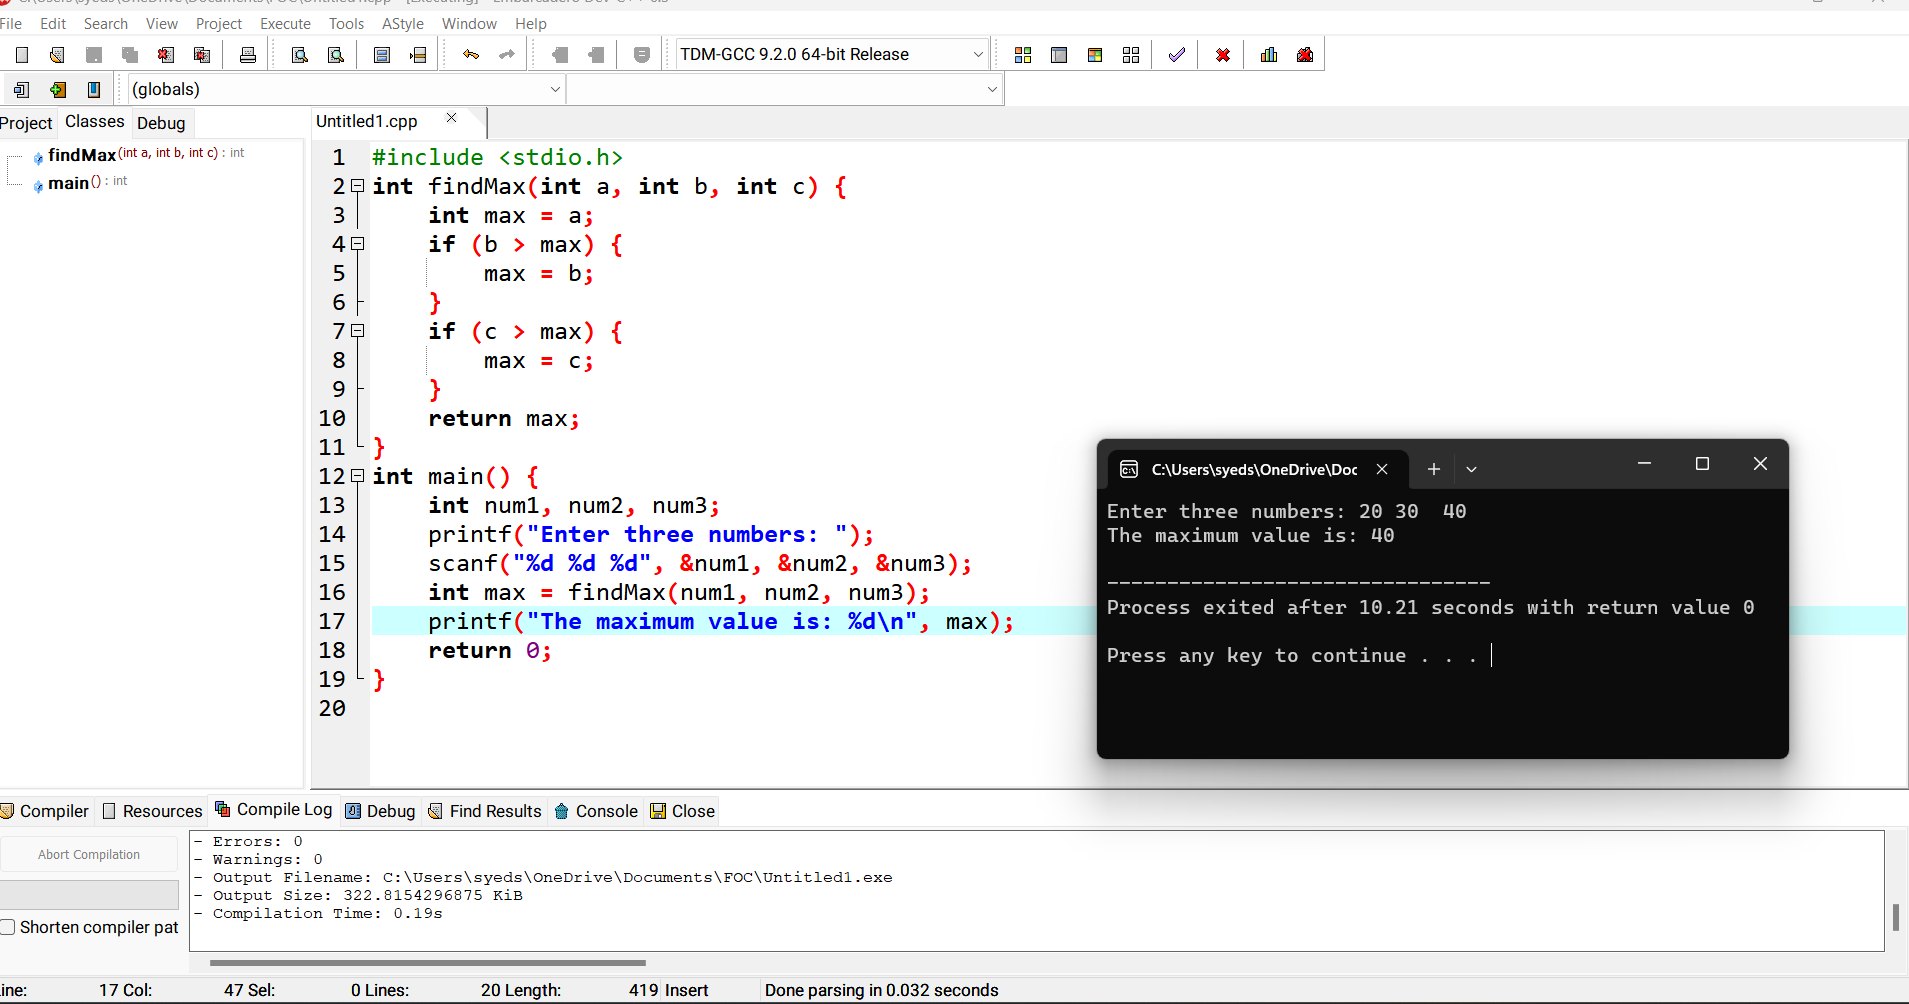 File Edit Search View Project Execute Tools AStyle Window Help
TDM-GCC 9.2.0 64-bit Release
(globals)
Project Classes Debug
Untitled1.cpp
findMax (int a, int b, int c) : int
main () : int
1 #include <stdio.h>
2 int findMax(int a, int b, int c) {
3 int max = a;
4 if (b > max) {
5 max = b;
6 }
7 if (c > max) {
8 max = c;
9 }
10 return max;
11 }
12 int main() {
13 int num1, num2, num3;
14 printf("Enter three numbers: ");
15 scanf("%d %d %d", &num1, &num2, &num3);
16 int max = findMax(num1, num2, num3);
17 printf("The maximum value is: %d\n", max);
18 return 0;
19 }
20
C:\Users\syeds\OneDrive\Doc
Enter three numbers: 20 30  40
The maximum value is: 40
--------------------------------
Process exited after 10.21 seconds with return value 0
Press any key to continue . . .
Compiler Resources Compile Log Debug Find Results Console Close
Abort Compilation
Shorten compiler pat
- Errors: 0
- Warnings: 0
- Output Filename: C:\Users\syeds\OneDrive\Documents\FOC\Untitled1.exe
- Output Size: 322.8154296875 KiB
- Compilation Time: 0.19s
ine: 17 Col: 47 Sel: 0 Lines: 20 Length: 419 Insert Done parsing in 0.032 seconds